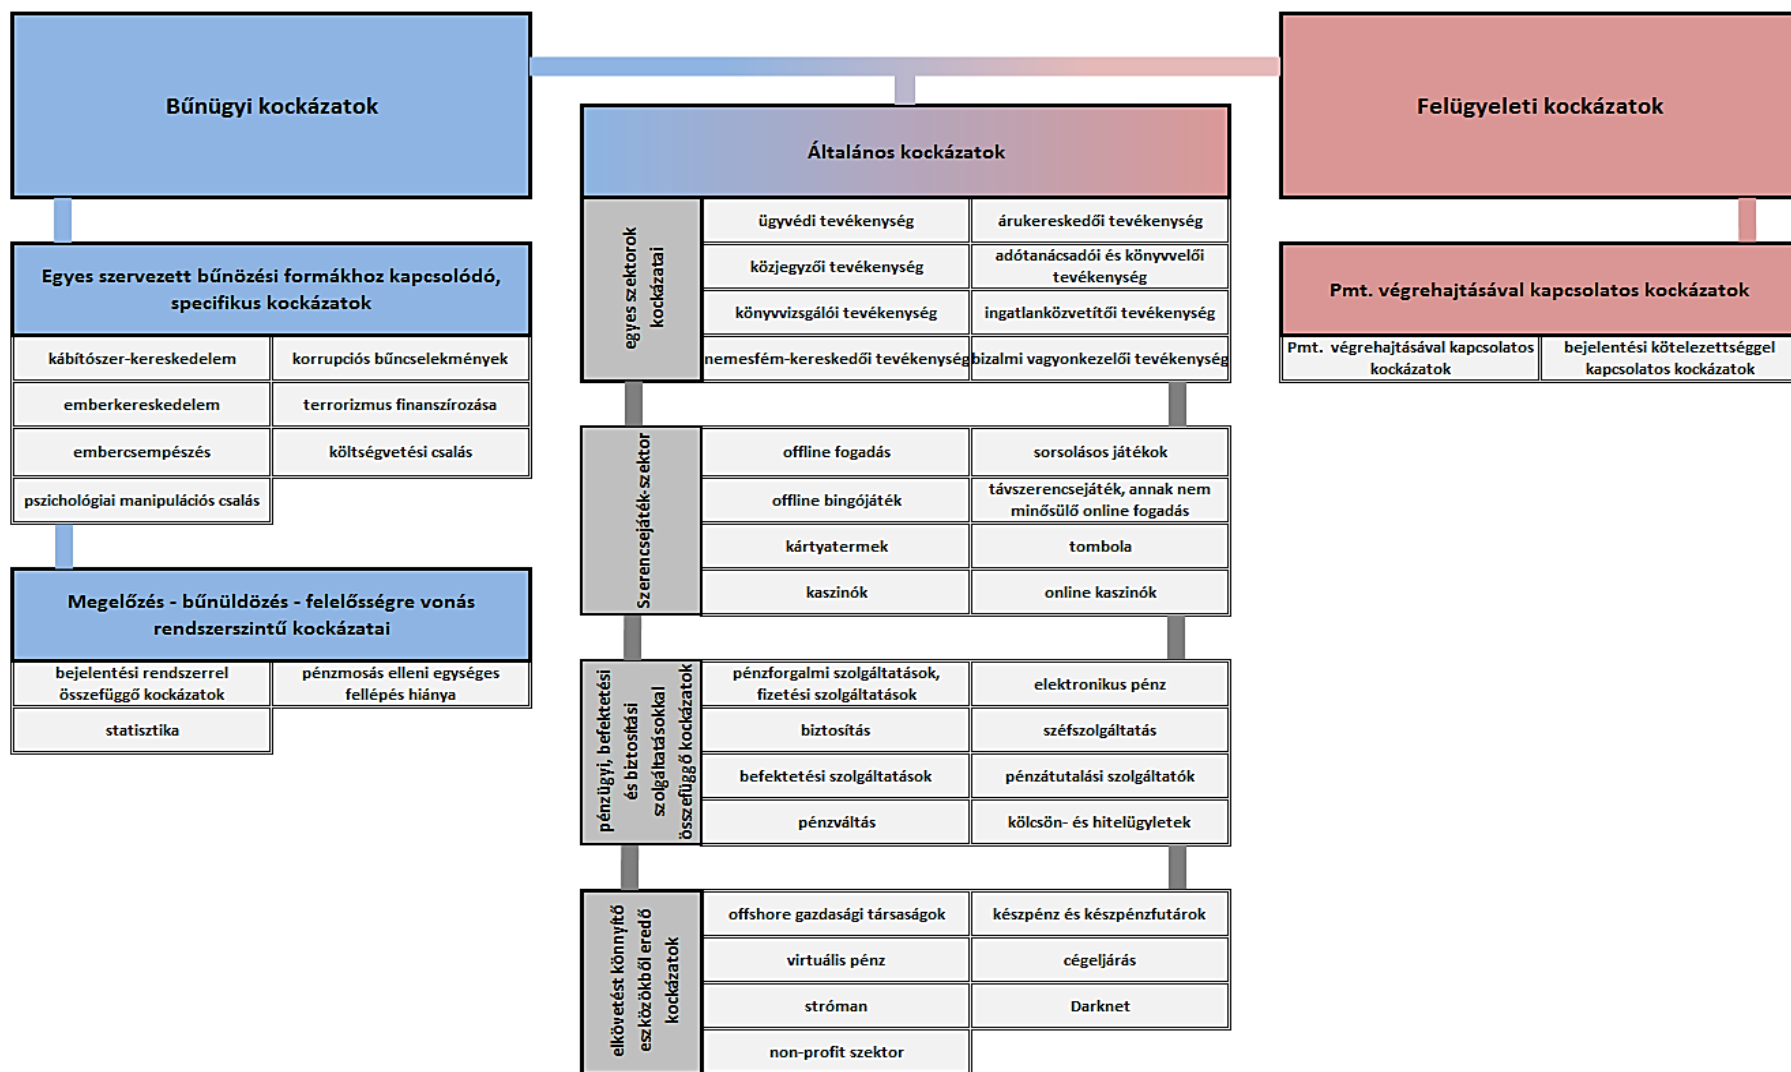 Bűnügyi kockázatok
Egyes szervezett bűnözési formákhoz kapcsolódó,
specifikus kockázatok
kábítószer-kereskedelem
korrupciós bűncselekmények
emberkereskedelem
terrorizmus finanszírozása
embercsempészés
költségvetési csalás
pszichológiai manipulációs csalás
Megelőzés - bűnüldözés - felelősségre vonás
rendszerszintű kockázatai
bejelentési rendszerrel
összefüggő kockázatok
pénzmosás elleni egységes
fellépés hiánya
statisztika
Általános kockázatok
egyes szektorok
kockázatai
ügyvédi tevékenység
árukereskedői tevékenység
közjegyzői tevékenység
adótanácsadói és könyvvelői
tevékenység
könyvvizsgálói tevékenység
ingatlanközvetítői tevékenység
nemesfém-kereskedői tevékenység
bizalmi vagyonkezelői tevékenység
Szerencsejáték-szektor
offline fogadás
sorsolásos játékok
offline bingójáték
távszerencsejáték, annak nem
minősülő online fogadás
kártyatermek
tombola
kaszinók
online kaszinók
pénzügyi, befektetési
és biztosítási
szolgáltatásokkal
összefüggő kockázatok
pénzforgalmi szolgáltatások,
fizetési szolgáltatások
elektronikus pénz
biztosítás
széfszolgáltatás
befektetési szolgáltatások
pénzátutalási szolgáltatók
pénzváltás
kölcsön- és hitelügyletek
elkövetést könnyítő
eszközökből eredő
kockázatok
offshore gazdasági társaságok
készpénz és készpénzfutárok
virtuális pénz
cégeljárás
stróman
Darknet
non-profit szektor
Felügyeleti kockázatok
Pmt. végrehajtásával kapcsolatos kockázatok
Pmt. végrehajtásával kapcsolatos
kockázatok
bejelentési kötelezettséggel
kapcsolatos kockázatok